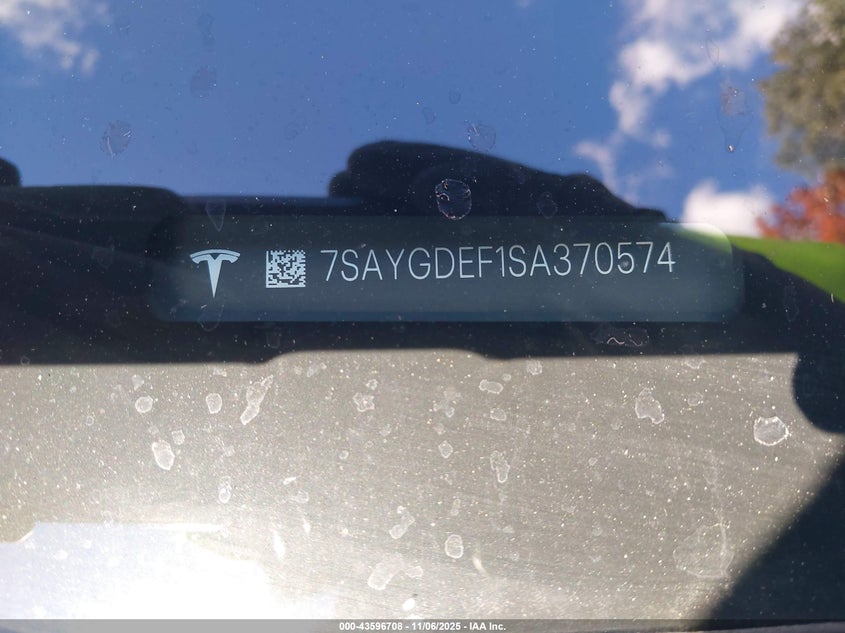 7SAYGDEF1SA370574
000-43596708 - 11/06/2025 - IAA Inc.